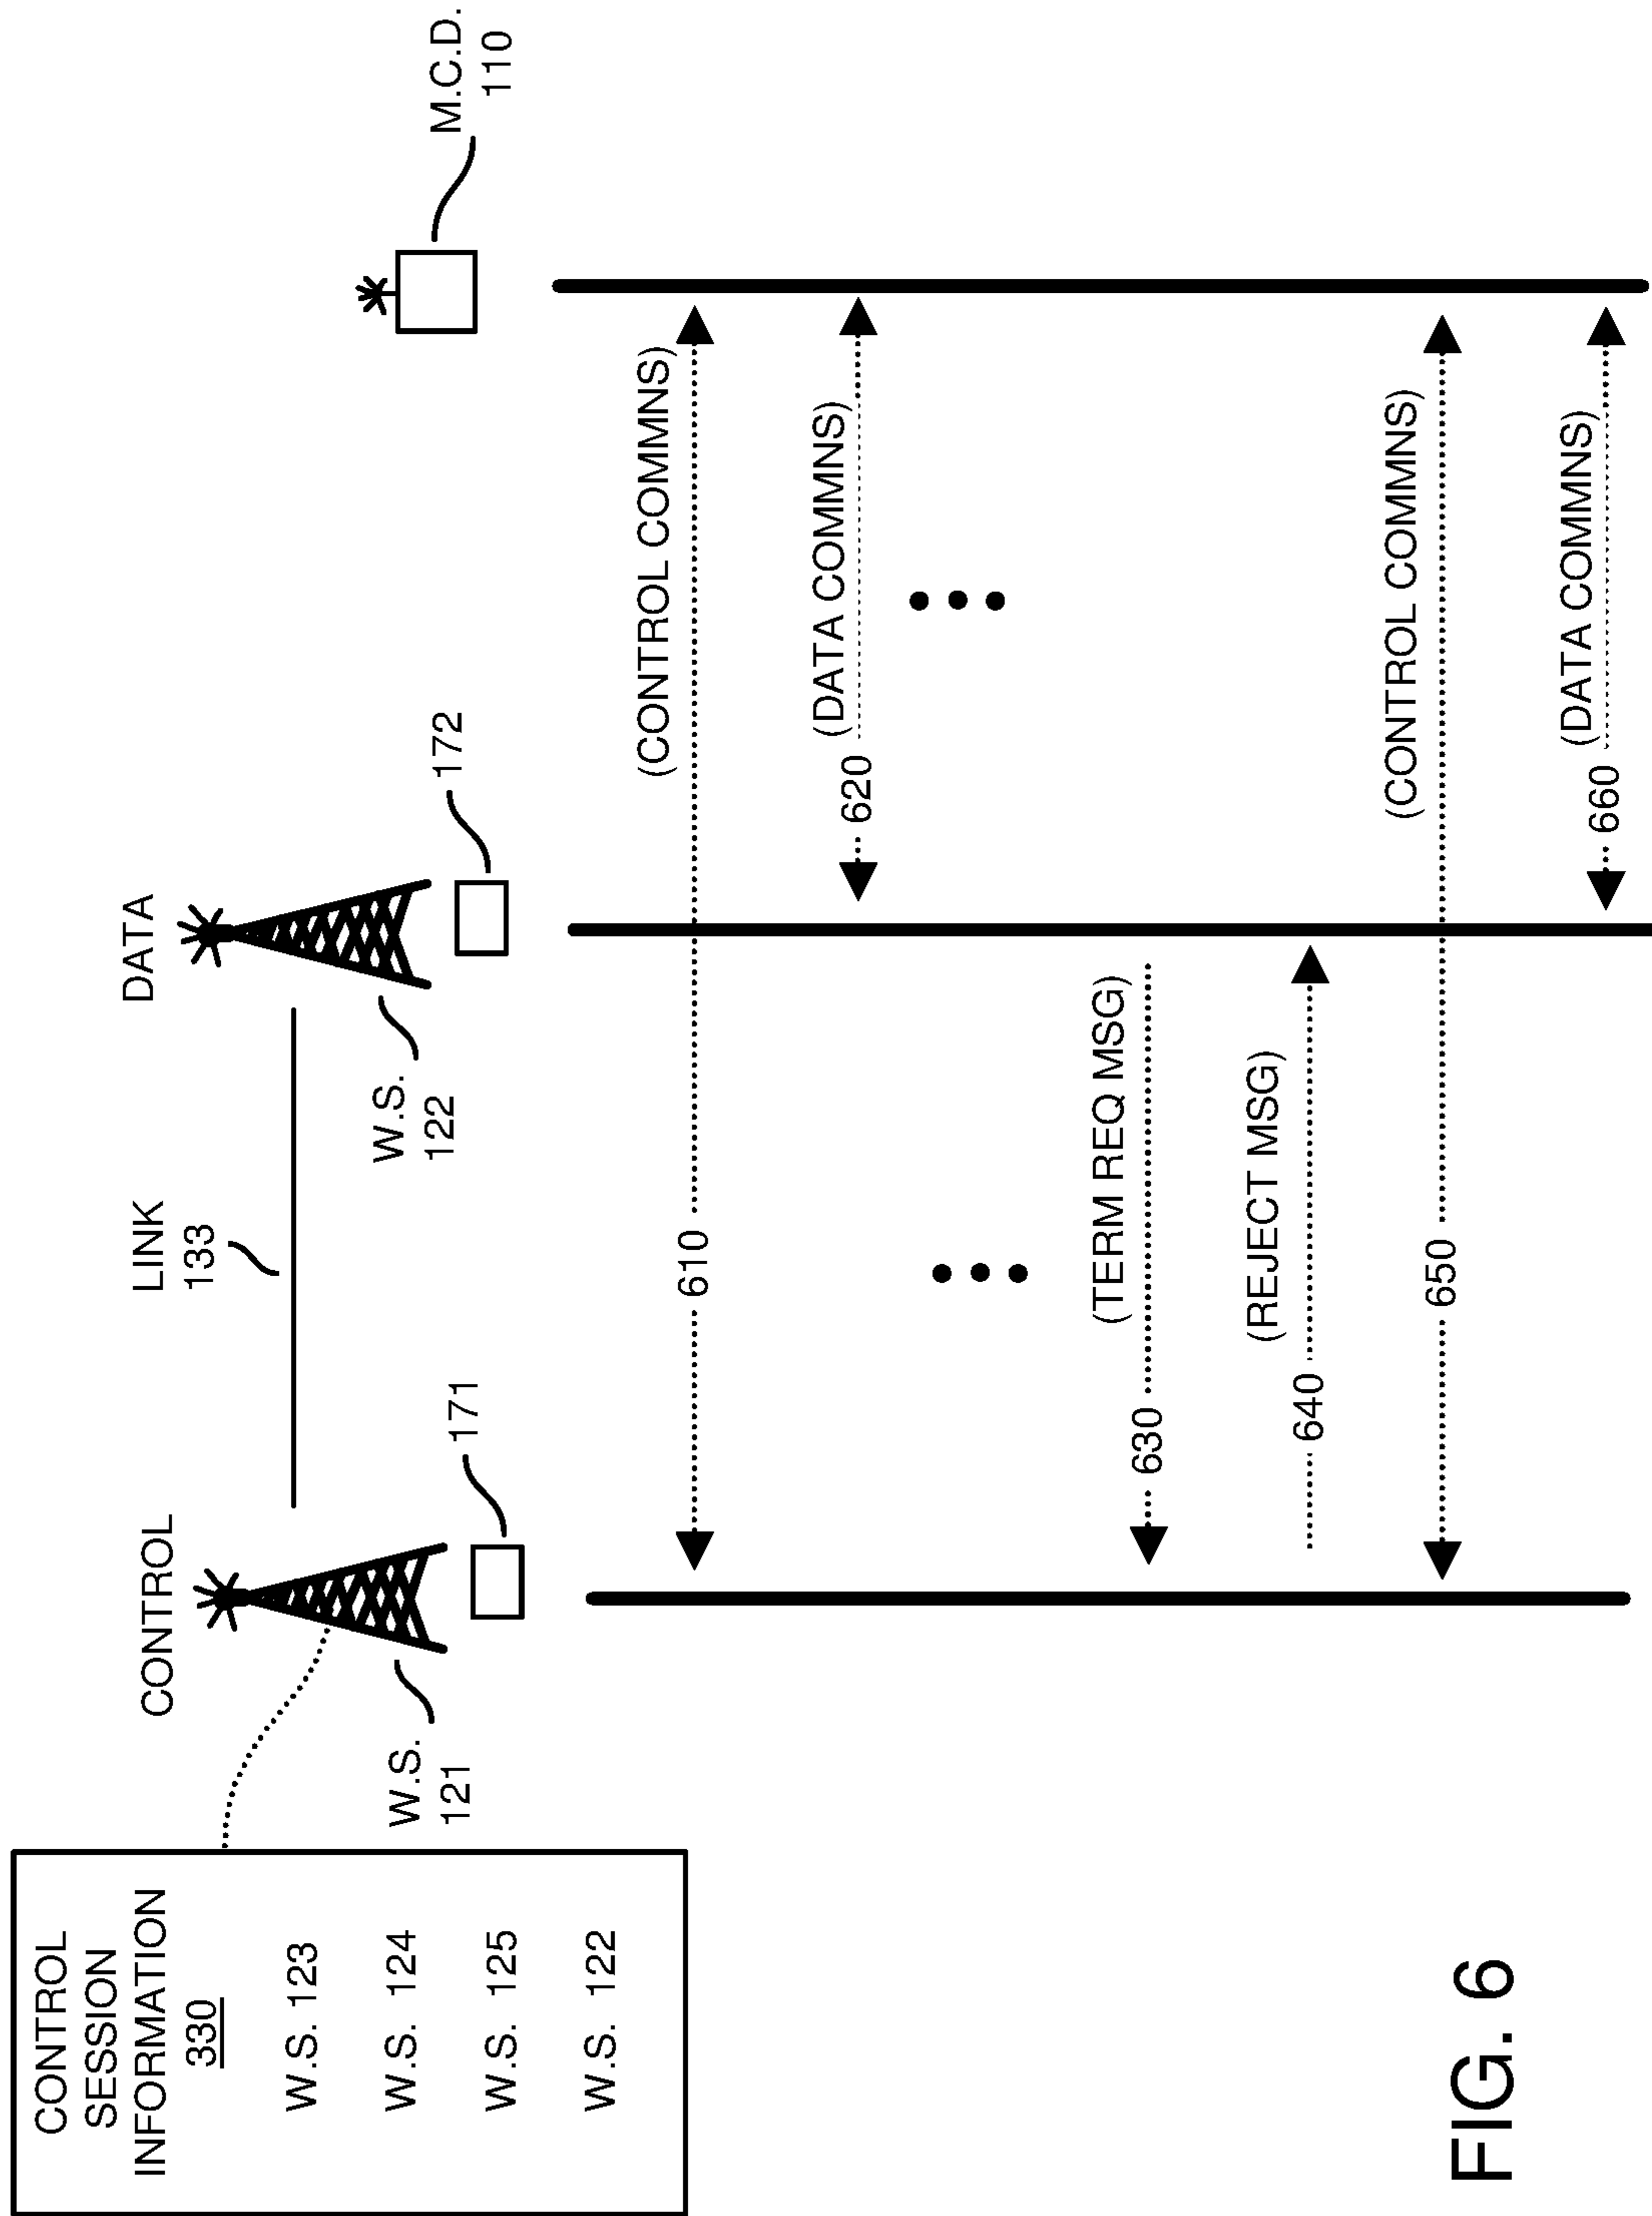 CONTROL
SESSION
INFORMATION
330
W.S. 123
W.S. 124
W.S. 125
W.S. 122
CONTROL
W.S.
121
171
LINK
133
DATA
W.S.
122
172
M.C.D.
110
610
(CONTROL COMMNS)
620
(DATA COMMNS)
630
(TERM REQ MSG)
640
(REJECT MSG)
650
(CONTROL COMMNS)
660
(DATA COMMNS)
FIG. 6